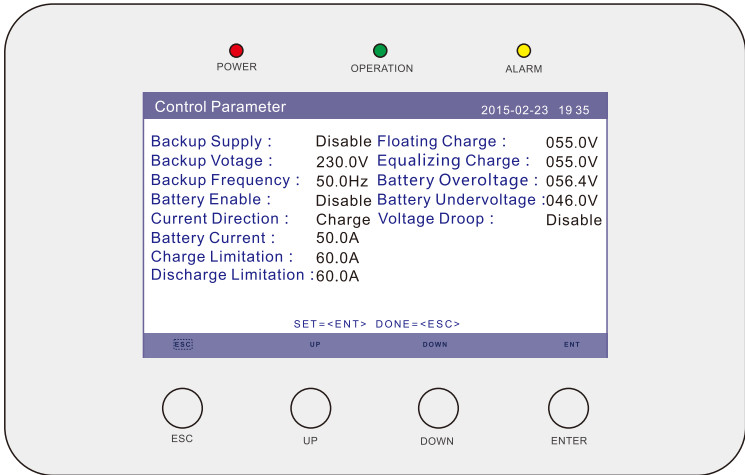 POWER
OPERATION
ALARM
Control Parameter 2015-02-23 19 35
Backup Supply : Disable Floating Charge : 055.0V
Backup Votage : 230.0V Equalizing Charge : 055.0V
Backup Frequency : 50.0Hz Battery Overoltage : 056.4V
Battery Enable : Disable Battery Undervoltage :046.0V
Current Direction : Charge Voltage Droop : Disable
Battery Current : 50.0A
Charge Limitation : 60.0A
Discharge Limitation :60.0A
SET=<ENT> DONE=<ESC>
ESC UP DOWN ENT
ESC UP DOWN ENTER